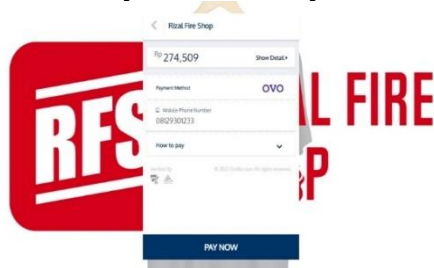 Rizal Fire Shop
Rp 274,509
Show Detail
Payment Method
OVO
Mobile Phone Number
08129301233
How to pay
PAY NOW
RFS
L FIRE
P